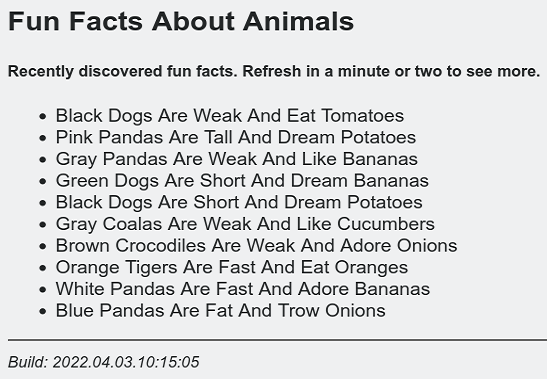 Fun Facts About Animals
Recently discovered fun facts. Refresh in a minute or two to see more.
Black Dogs Are Weak And Eat Tomatoes
Pink Pandas Are Tall And Dream Potatoes
Gray Pandas Are Weak And Like Bananas
Green Dogs Are Short And Dream Bananas
Black Dogs Are Short And Dream Potatoes
Gray Coalas Are Weak And Like Cucumbers
Brown Crocodiles Are Weak And Adore Onions
Orange Tigers Are Fast And Eat Oranges
White Pandas Are Fast And Adore Bananas
Blue Pandas Are Fat And Trow Onions
Build: 2022.04.03.10:15:05